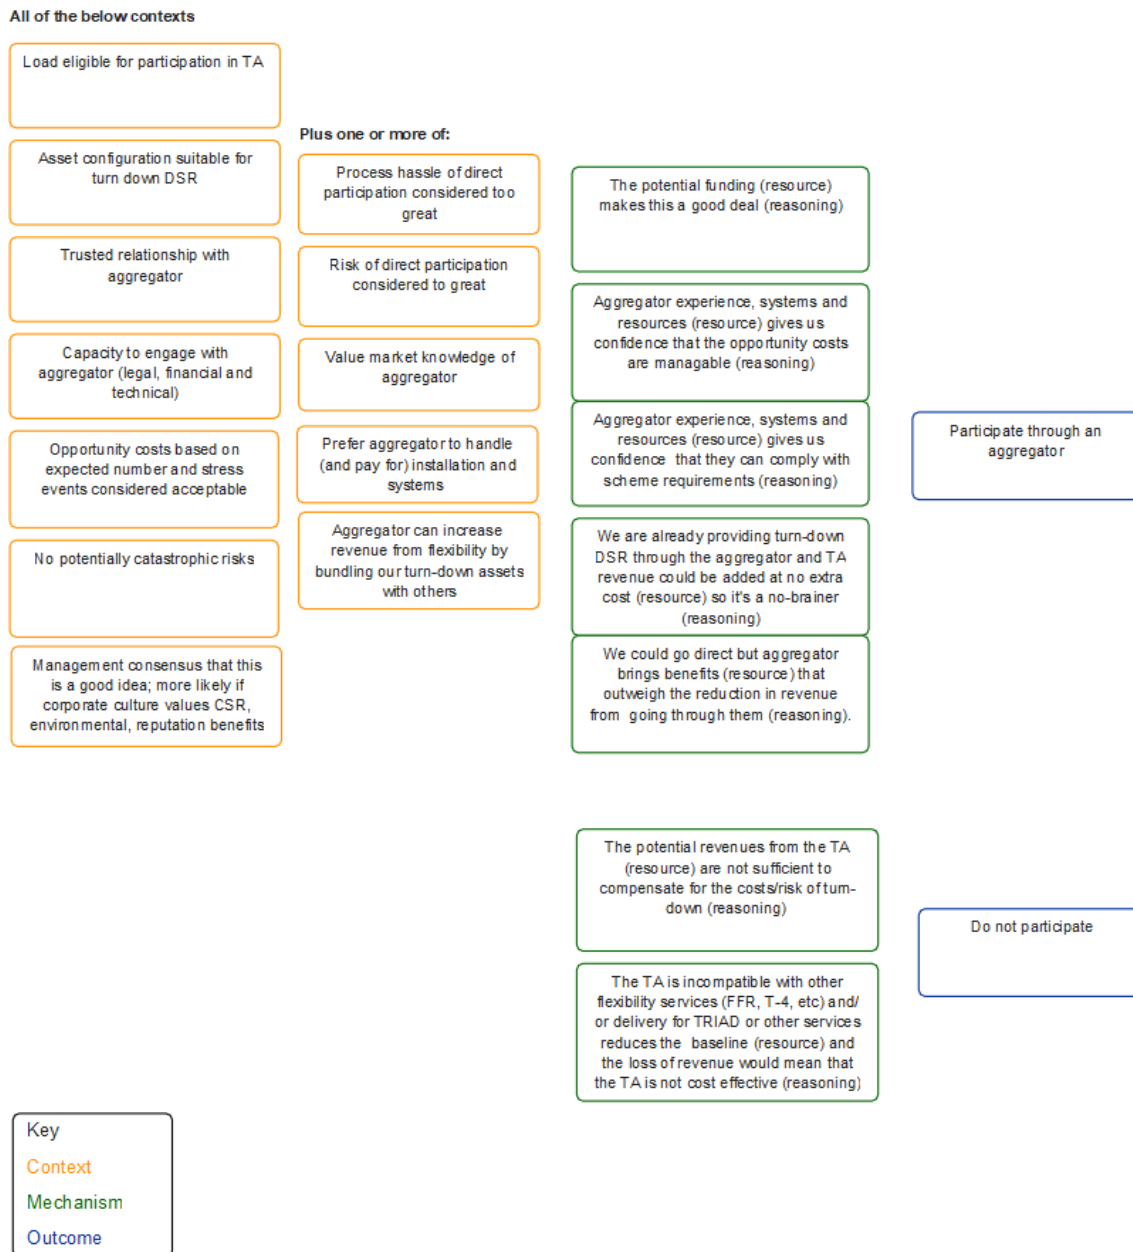 All of the below contexts
Load eligible for participation in TA
Asset configuration suitable for
turn down DSR
Trusted relationship with
aggregator
Capacity to engage with
aggregator (legal, financial and
technical)
Opportunity costs based on
expected number and stress
events considered acceptable
No potentially catastrophic risks
Management consensus that this
is a good idea; more likely if
corporate culture values CSR,
environmental, reputation benefits
Plus one or more of:
Process hassle of direct
participation considered too
great
Risk of direct participation
considered to great
Value market knowledge of
aggregator
Prefer aggregator to handle
(and pay for) installation and
systems
Aggregator can increase
revenue from flexibility by
bundling our turn-down assets
with others
The potential funding (resource)
makes this a good deal (reasoning)
Aggregator experience, systems and
resources (resource) gives us
confidence that the opportunity costs
are managable (reasoning)
Aggregator experience, systems and
resources (resource) gives us
confidence that they can comply with
scheme requirements (reasoning)
We are already providing turn-down
DSR through the aggregator and TA
revenue could be added at no extra
cost (resource) so it's a no-brainer
(reasoning)
We could go direct but aggregator
brings benefits (resource) that
outweigh the reduction in revenue
from going through them (reasoning).
Participate through an
aggregator
The potential revenues from the TA
(resource) are not sufficient to
compensate for the costs/risk of turn-
down (reasoning)
The TA is incompatible with other
flexibility services (FFR, T-4, etc) and/
or delivery for TRIAD or other services
reduces the baseline (resource) and
the loss of revenue would mean that
the TA is not cost effective (reasoning)
Do not participate
Key
Context
Mechanism
Outcome